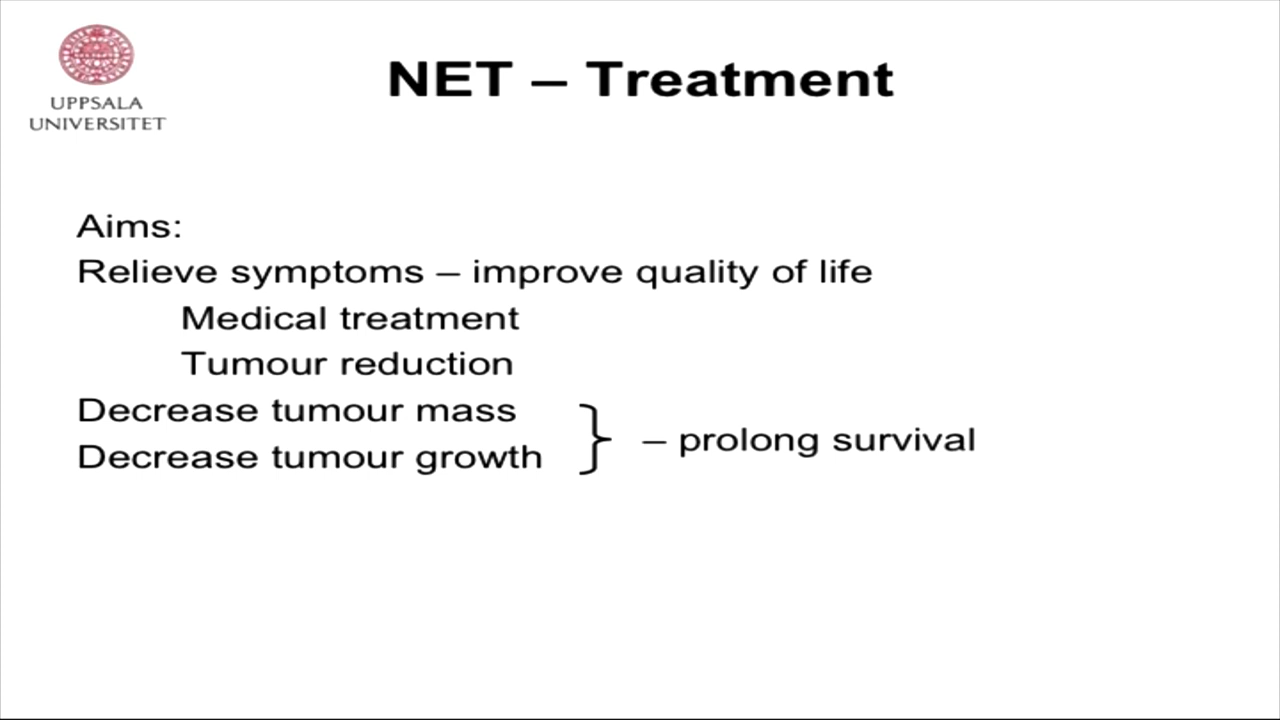 UPPSALA
UNIVERSITET
NET – Treatment
Aims:
Relieve symptoms – improve quality of life
Medical treatment
Tumour reduction
Decrease tumour mass
Decrease tumour growth
– prolong survival